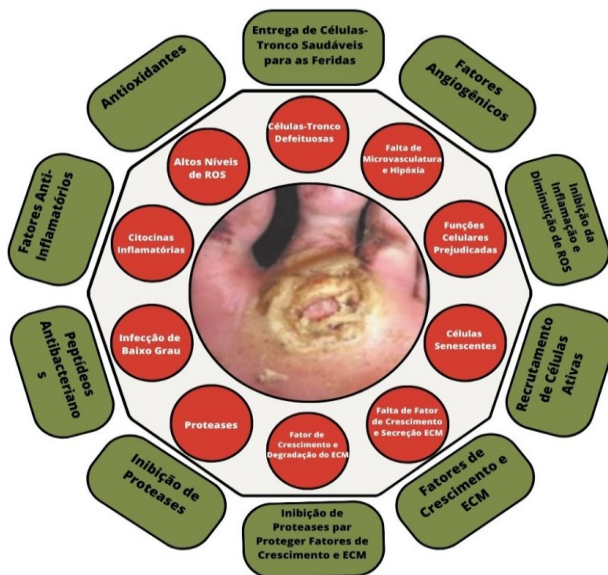 Entrega de Células-
Tronco Saudáveis
para as Feridas
Fatores
Angiogênicos
Inibição da
Inflamação e
Diminuição de ROS
Recrutamento
de Células
Ativas
Fatores de
Crescimento e
ECM
Inibição de
Proteases par
Proteger Fatores de
Crescimento e ECM
Inibição de
Proteases
Peptídeos
Antibacteriano
s
Fatores Anti-
Inflamatórios
Antioxidantes
Células-Tronco
Defeituosas
Falta de
Microvasculatura
e Hipóxia
Funções
Celulares
Prejudicadas
Células
Senescentes
Falta de Fator
de Crescimento
e Secreção ECM
Fator de
Crescimento e
Degradação do ECM
Proteases
Infecção de
Baixo Grau
Citocinas
Inflamatórias
Altos Níveis
de ROS